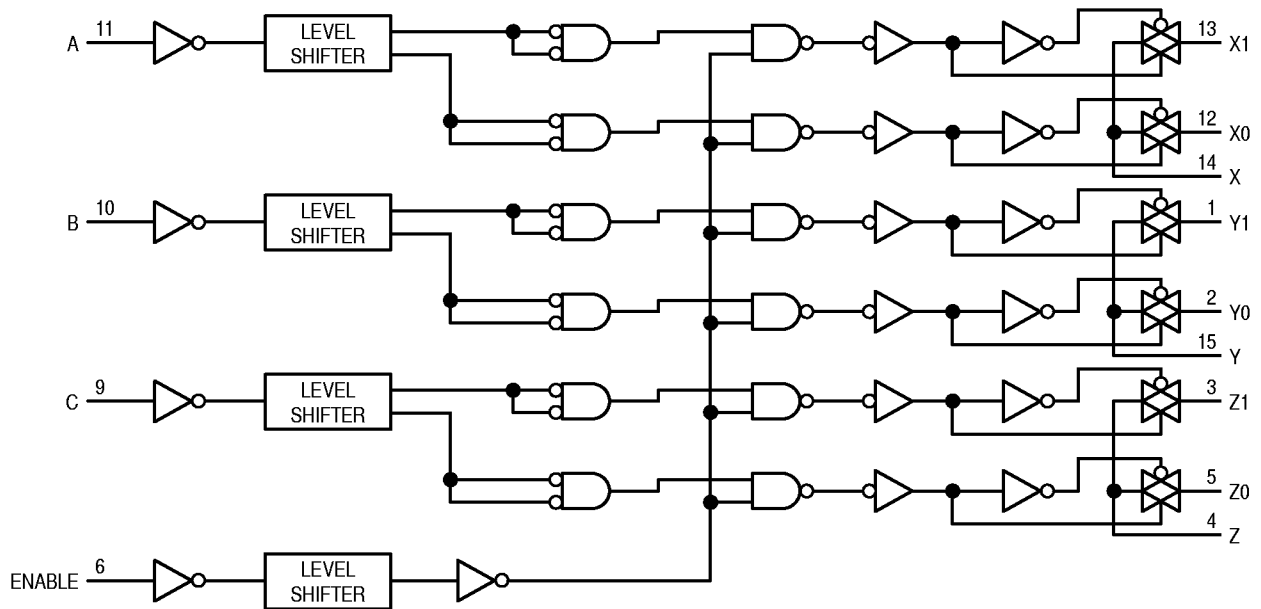 A 11 LEVEL SHIFTER 13 X1
12 X0
14 X
B 10 LEVEL SHIFTER 1 Y1
2 Y0
15 Y
C 9 LEVEL SHIFTER 3 Z1
5 Z0
4 Z
ENABLE 6 LEVEL SHIFTER